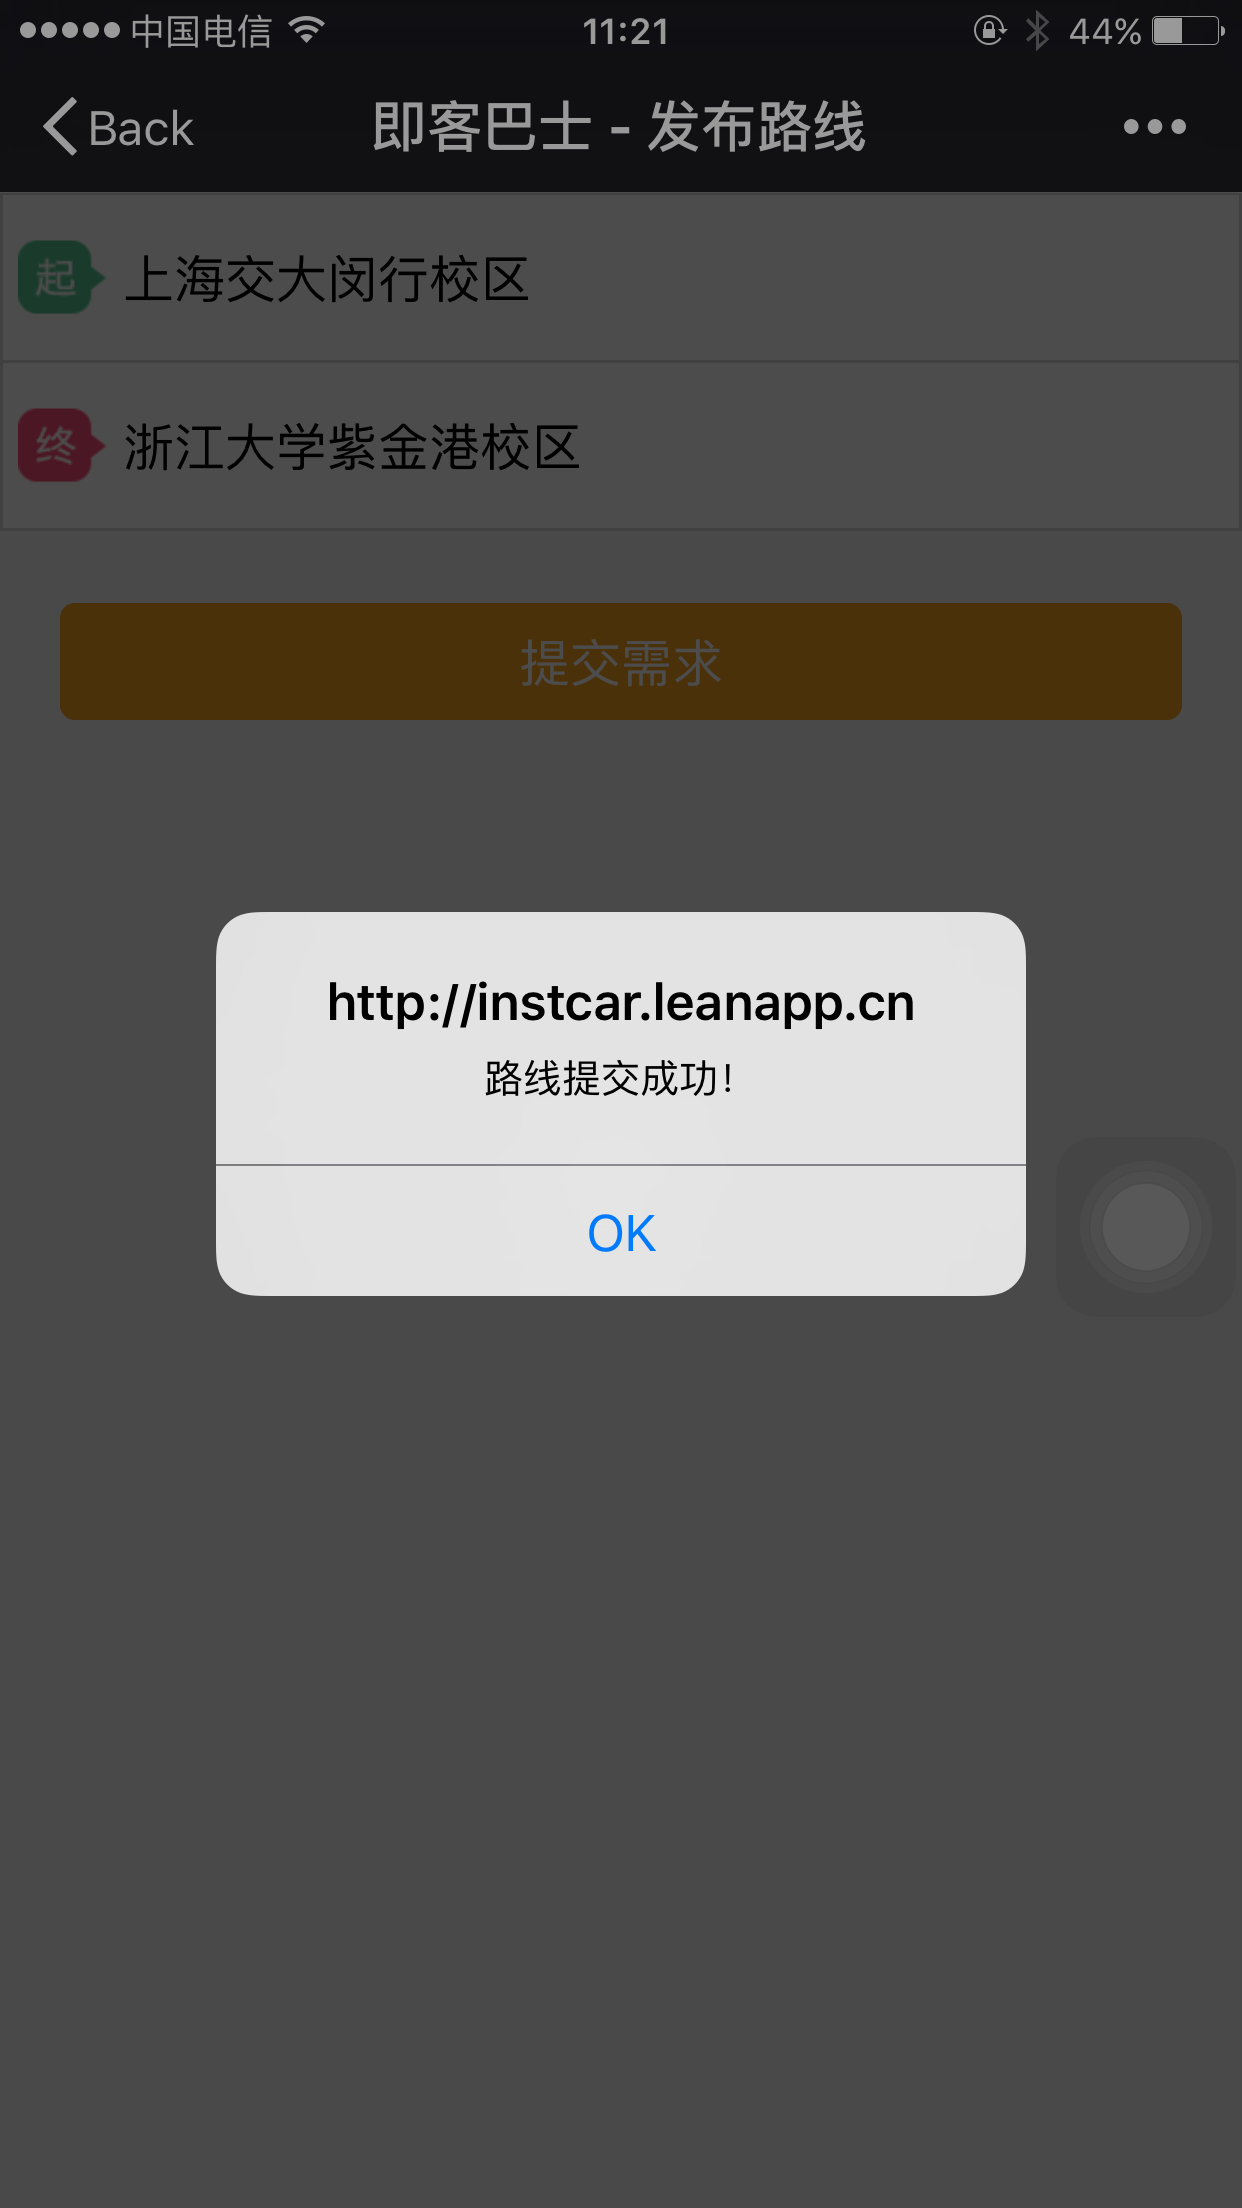 中国电信 11:21 44%
Back 即客巴士 - 发布路线
起 上海交大闵行校区
终 浙江大学紫金港校区
提交需求
http://instcar.leanapp.cn
路线提交成功！
OK